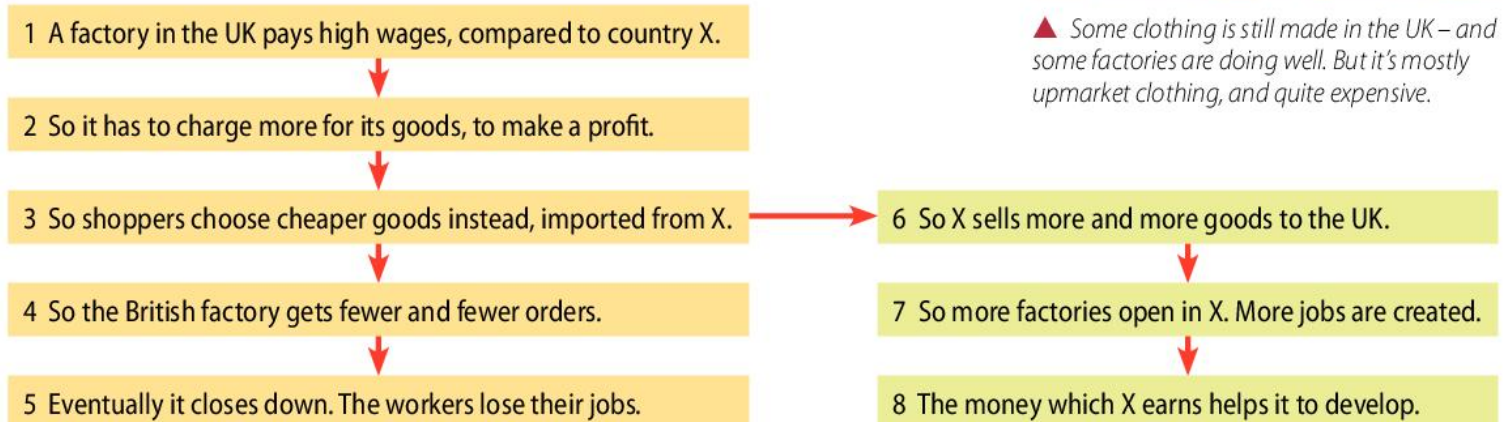 1 A factory in the UK pays high wages, compared to country X.
2 So it has to charge more for its goods, to make a profit.
3 So shoppers choose cheaper goods instead, imported from X.
4 So the British factory gets fewer and fewer orders.
5 Eventually it closes down. The workers lose their jobs.
▲ Some clothing is still made in the UK – and
some factories are doing well. But it's mostly
upmarket clothing, and quite expensive.
6 So X sells more and more goods to the UK.
7 So more factories open in X. More jobs are created.
8 The money which X earns helps it to develop.